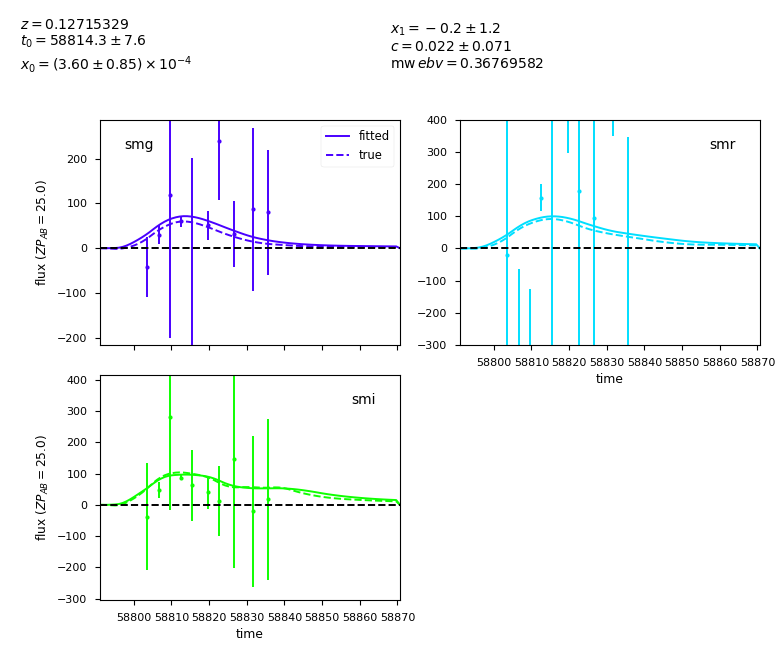 z = 0.12715329
t₀ = 58814.3 ± 7.6
x₀ = (3.60 ± 0.85) × 10⁻⁴
x₁ = −0.2 ± 1.2
c = 0.022 ± 0.071
mw ebv = 0.36769582
smg
fitted
true
200
100
0
−100
−200
flux (ZP_AB = 25.0)
smr
400
300
200
100
0
−100
−200
−300
58800 58810 58820 58830 58840 58850 58860 58870
time
smi
400
300
200
100
0
−100
−200
−300
flux (ZP_AB = 25.0)
58800 58810 58820 58830 58840 58850 58860 58870
time